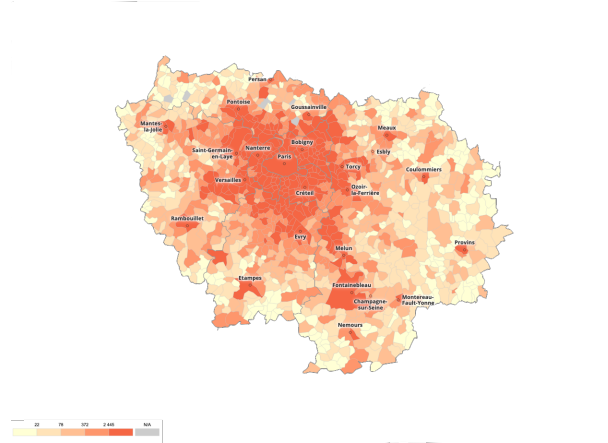 Persan
Pontoise
Goussainville
Mantes-
la-Jolie
Meaux
Saint-Germain-
en-Laye
Nanterre
Bobigny
Paris
Esbly
Torcy
Coulommiers
Versailles
Créteil
Ozoir-
la-Ferrière
Rambouillet
Evry
Melun
Provins
Etampes
Fontainebleau
Champagne-
sur-Seine
Montereau-
Fault-Yonne
Nemours
22 78 372 2 445 N/A